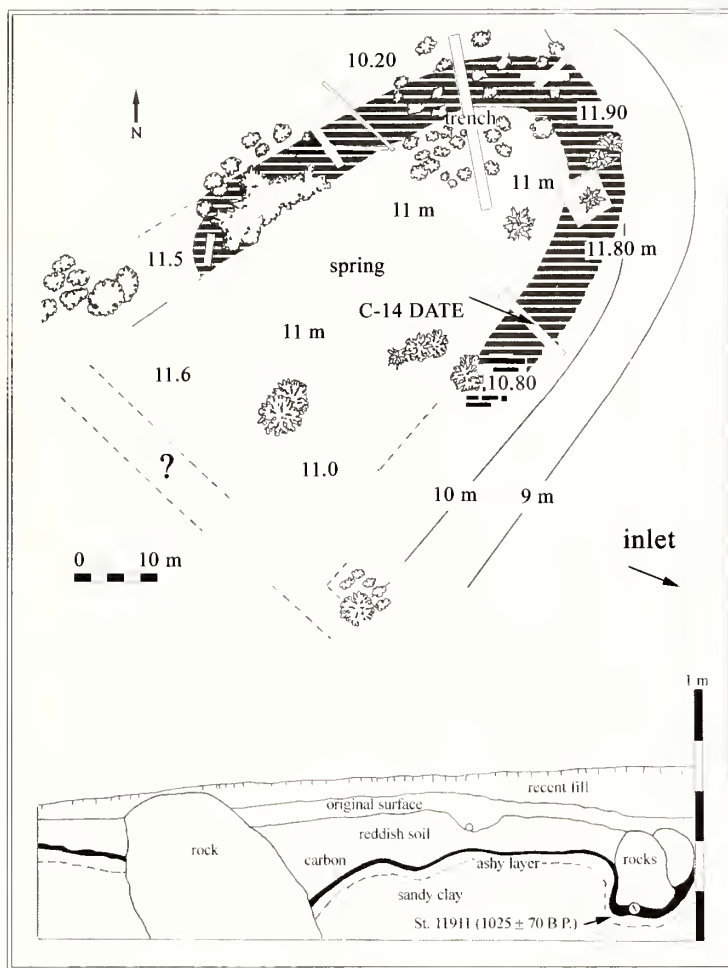 10.20
N
trench
11.90
11 m
11 m
11.80 m
11.5
spring
C-14 DATE
11 m
11.6
10.80
?
11.0
10 m
9 m
0 10 m
inlet
1 m
recent fill
original surface
reddish soil
rock
carbon
ashy layer
rocks
sandy clay
St. 11911 (1025 ± 70 B P.)